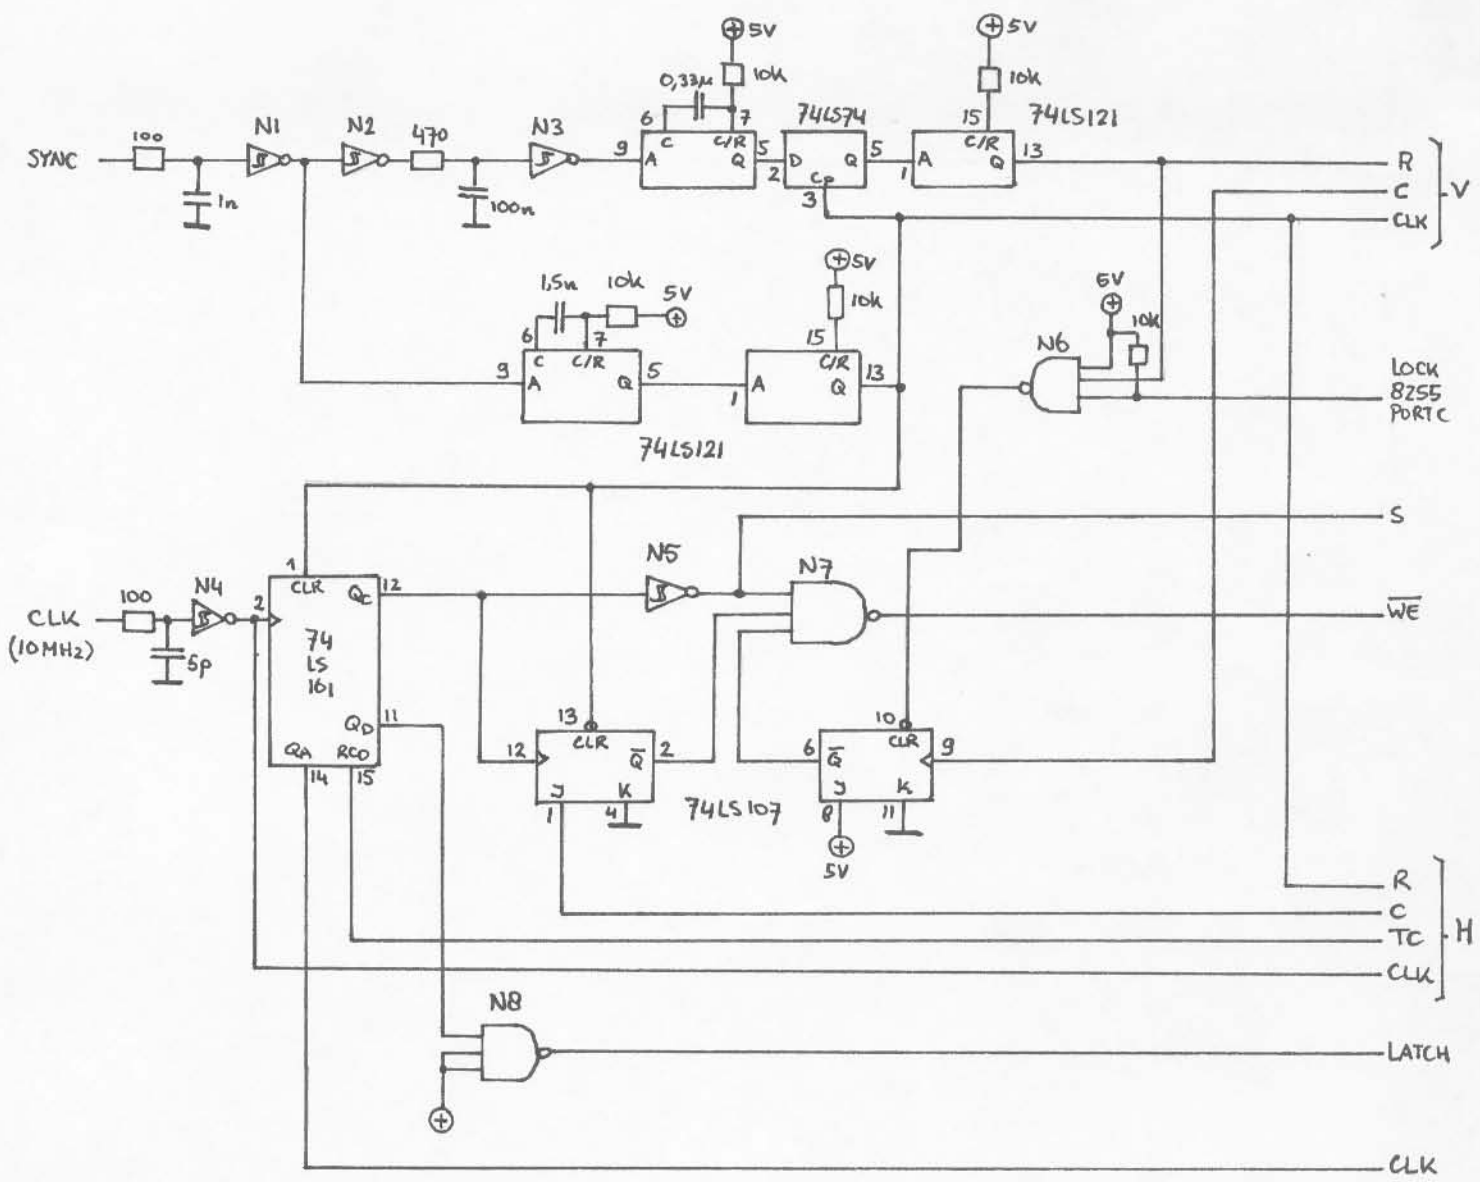 5V
10k
0,33µ
6
7
C
C/R
9
A
Q
5
74LS74
2
D
Q
5
Cp
3
5V
10k
15
74LS121
C/R
1
A
Q
13
SYNC
100
1n
N1
N2
470
100n
N3
R
C
CLK
V
1,5n
10k
5V
6
7
9
C
C/R
A
Q
5
74LS121
5V
10k
15
C/R
1
A
Q
13
5V
10k
N6
LOCK
8255
PORT C
S
CLK
(10MHz)
100
5p
N4
2
1
CLR
QC
12
74
LS
161
QD
11
QA
RCO
14
15
N5
N7
WE
13
12
CLR
Q
2
J
K
1
4
74LS107
10
6
CLR
Q
9
J
K
8
11
5V
R
C
TC
CLK
H
N8
LATCH
CLK